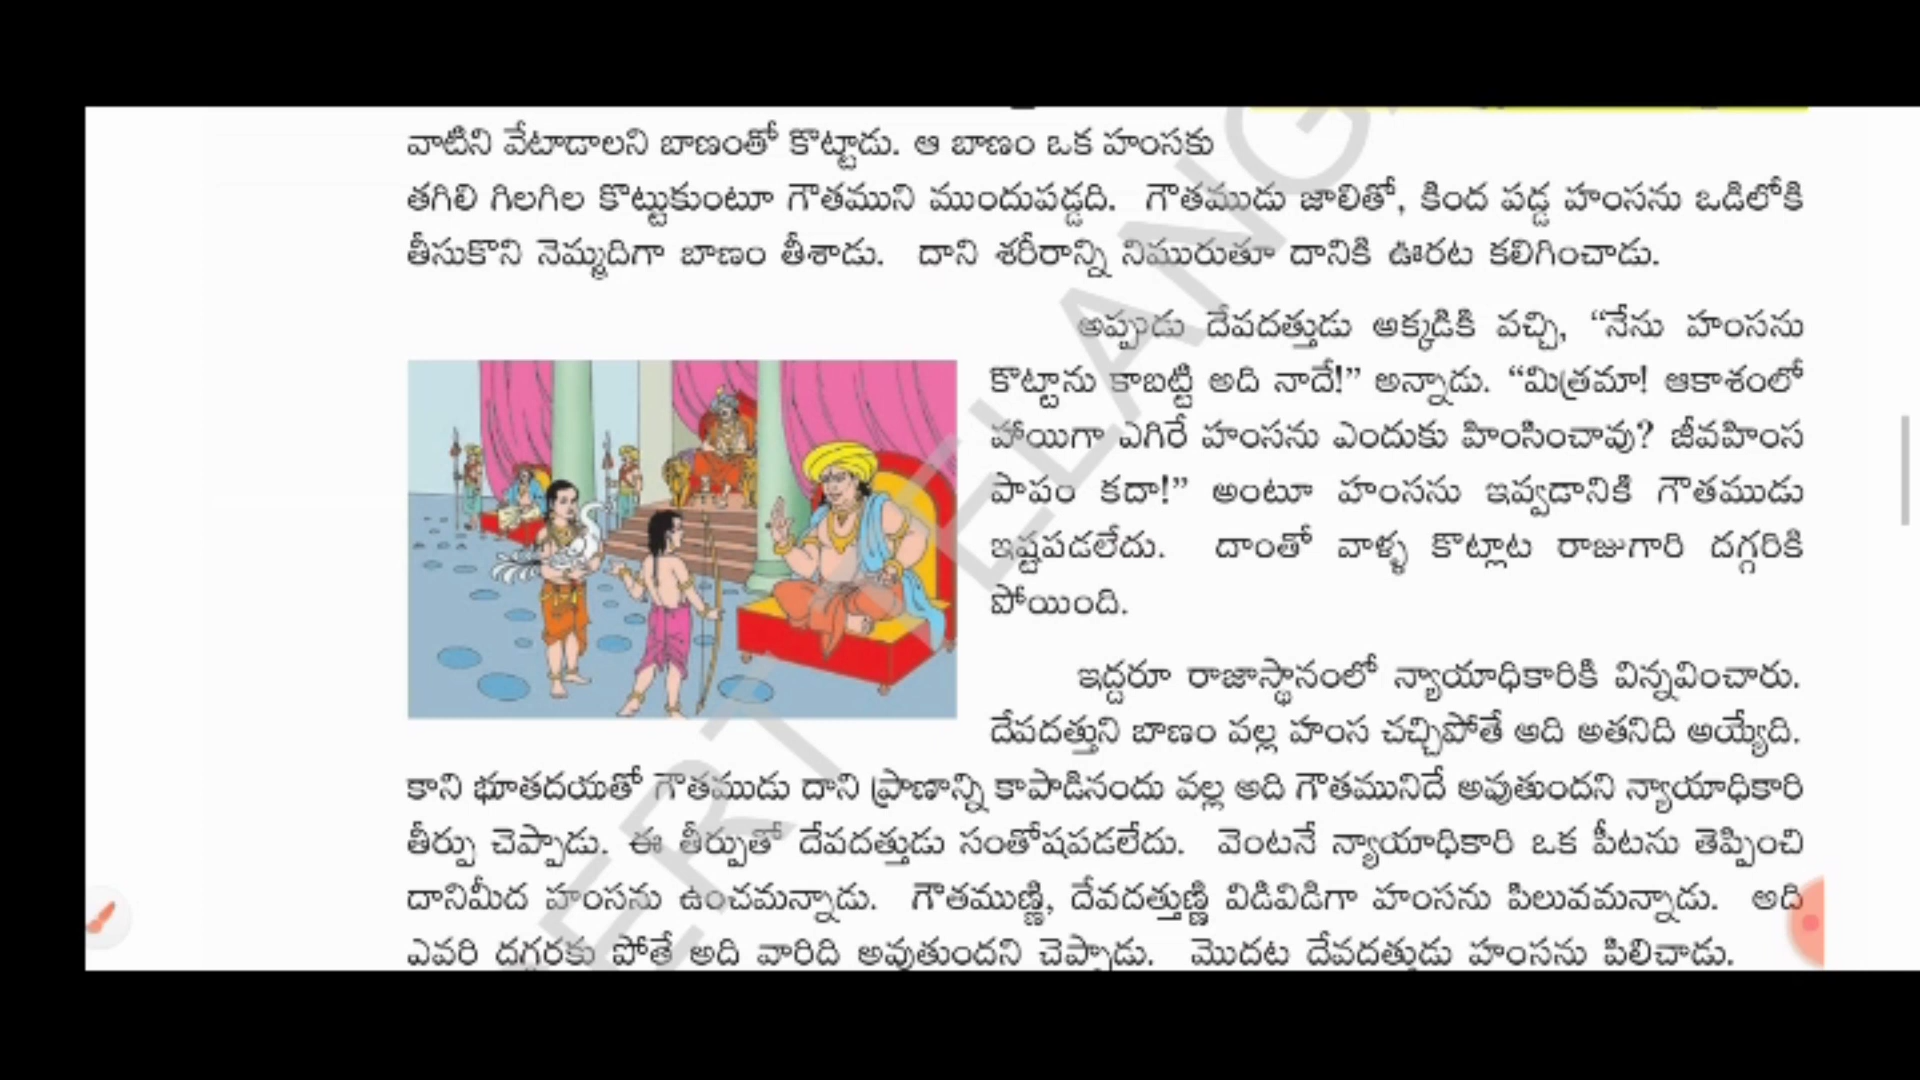 వాటిని వేటాడాలని బాణంతో కొట్టాడు. ఆ బాణం ఒక హంసకు
తగిలి గిలగిల కొట్టుకుంటూ గౌతముని ముందుపడ్డది. గౌతముడు జాలితో, కింద పడ్డ హంసను ఒడిలోకి
తీసుకొని నెమ్మదిగా బాణం తీశాడు. దాని శరీరాన్ని నిమురుతూ దానికి ఊరట కలిగించాడు.
అప్పుడు దేవదత్తుడు అక్కడికి వచ్చి, “నేను హంసను
కొట్టాను కాబట్టి అది నాదే!” అన్నాడు. “మిత్రమా! ఆకాశంలో
హాయిగా ఎగిరే హంసను ఎందుకు హింసించావు? జీవహింస
పాపం కదా!” అంటూ హంసను ఇవ్వడానికి గౌతముడు
ఇష్టపడలేదు. దాంతో వాళ్ళ కొట్లాట రాజుగారి దగ్గరికి
పోయింది.
ఇద్దరూ రాజాస్థానంలో న్యాయాధికారికి విన్నవించారు.
దేవదత్తుని బాణం వల్ల హంస చచ్చిపోతే అది అతనిది అయ్యేది.
కాని భూతదయతో గౌతముడు దాని ప్రాణాన్ని కాపాడినందు వల్ల అది గౌతమునిదే అవుతుందని న్యాయాధికారి
తీర్పు చెప్పాడు. ఈ తీర్పుతో దేవదత్తుడు సంతోషపడలేదు. వెంటనే న్యాయాధికారి ఒక పీటను తెప్పించి
దానిమీద హంసను ఉంచమన్నాడు. గౌతముణ్ణి, దేవదత్తుణ్ణి విడివిడిగా హంసను పిలువమన్నాడు. అది
ఎవరి దగ్గరకు పోతే అది వారిది అవుతుందని చెప్పాడు. మొదట దేవదత్తుడు హంసను పిలిచాడు.
ERT TELANG